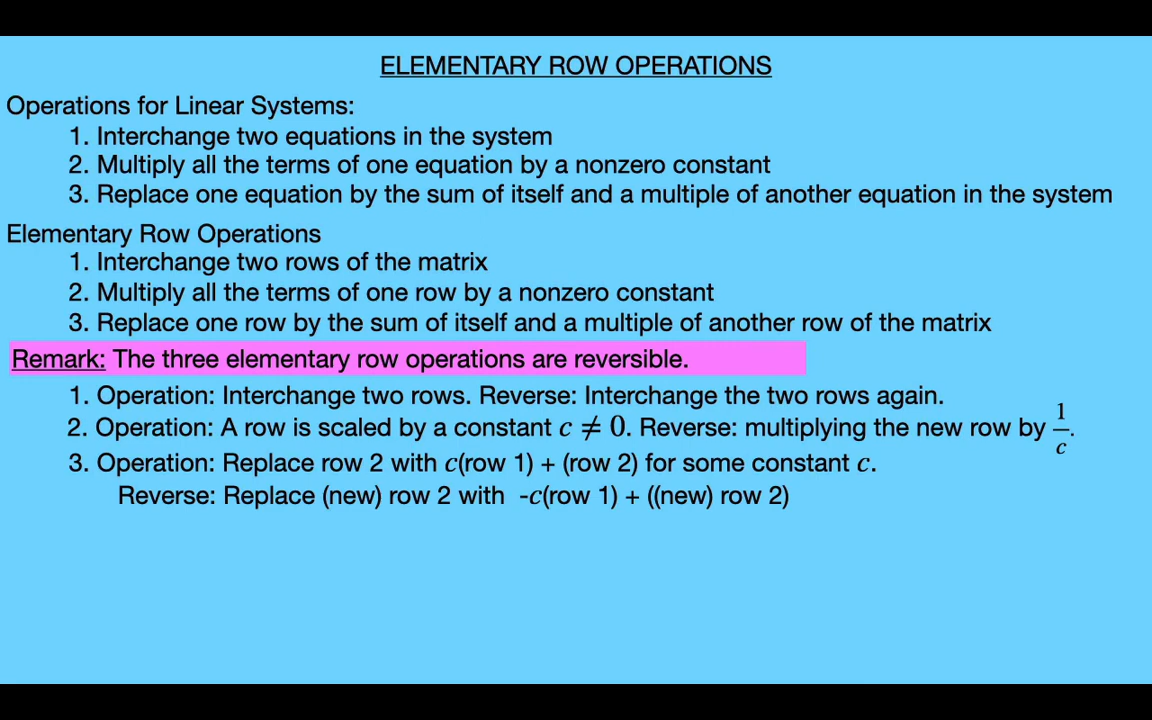 ELEMENTARY ROW OPERATIONS
Operations for Linear Systems:
1. Interchange two equations in the system
2. Multiply all the terms of one equation by a nonzero constant
3. Replace one equation by the sum of itself and a multiple of another equation in the system
Elementary Row Operations
1. Interchange two rows of the matrix
2. Multiply all the terms of one row by a nonzero constant
3. Replace one row by the sum of itself and a multiple of another row of the matrix
Remark: The three elementary row operations are reversible.
1. Operation: Interchange two rows. Reverse: Interchange the two rows again.
2. Operation: A row is scaled by a constant c ≠ 0. Reverse: multiplying the new row by 1/c.
3. Operation: Replace row 2 with c(row 1) + (row 2) for some constant c.
Reverse: Replace (new) row 2 with -c(row 1) + ((new) row 2)